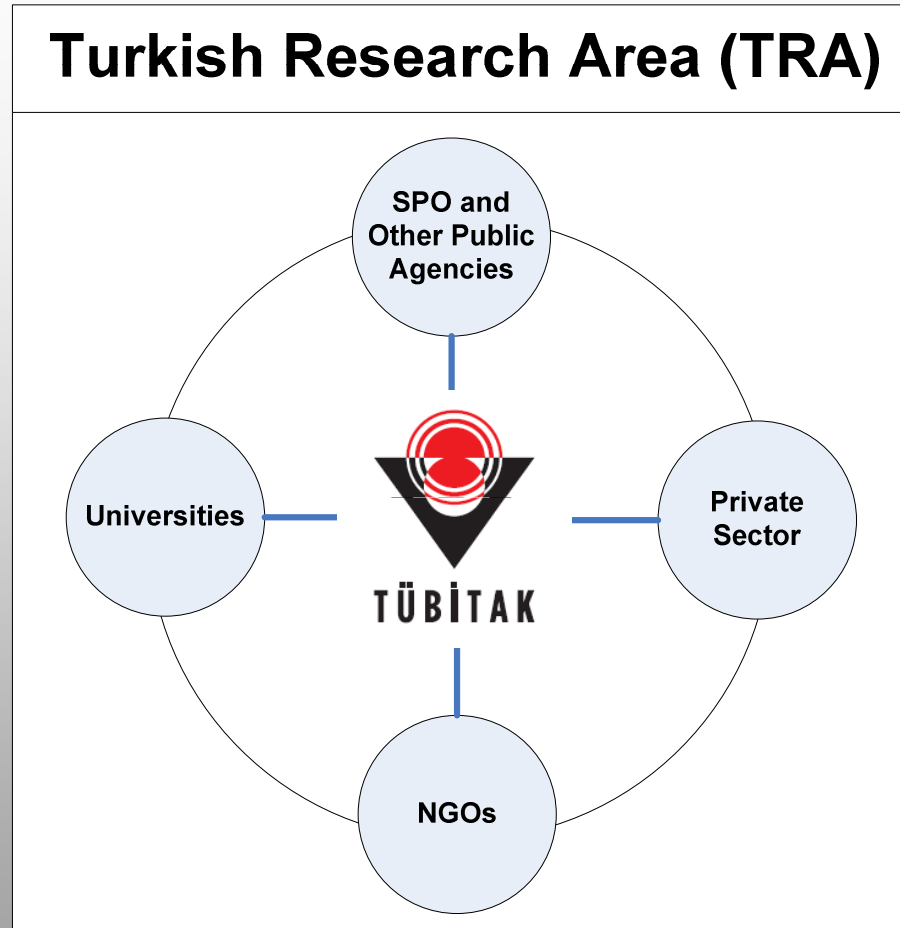 Turkish Research Area (TRA)
SPO and
Other Public
Agencies
Universities
Private
Sector
TÜBİTAK
NGOs